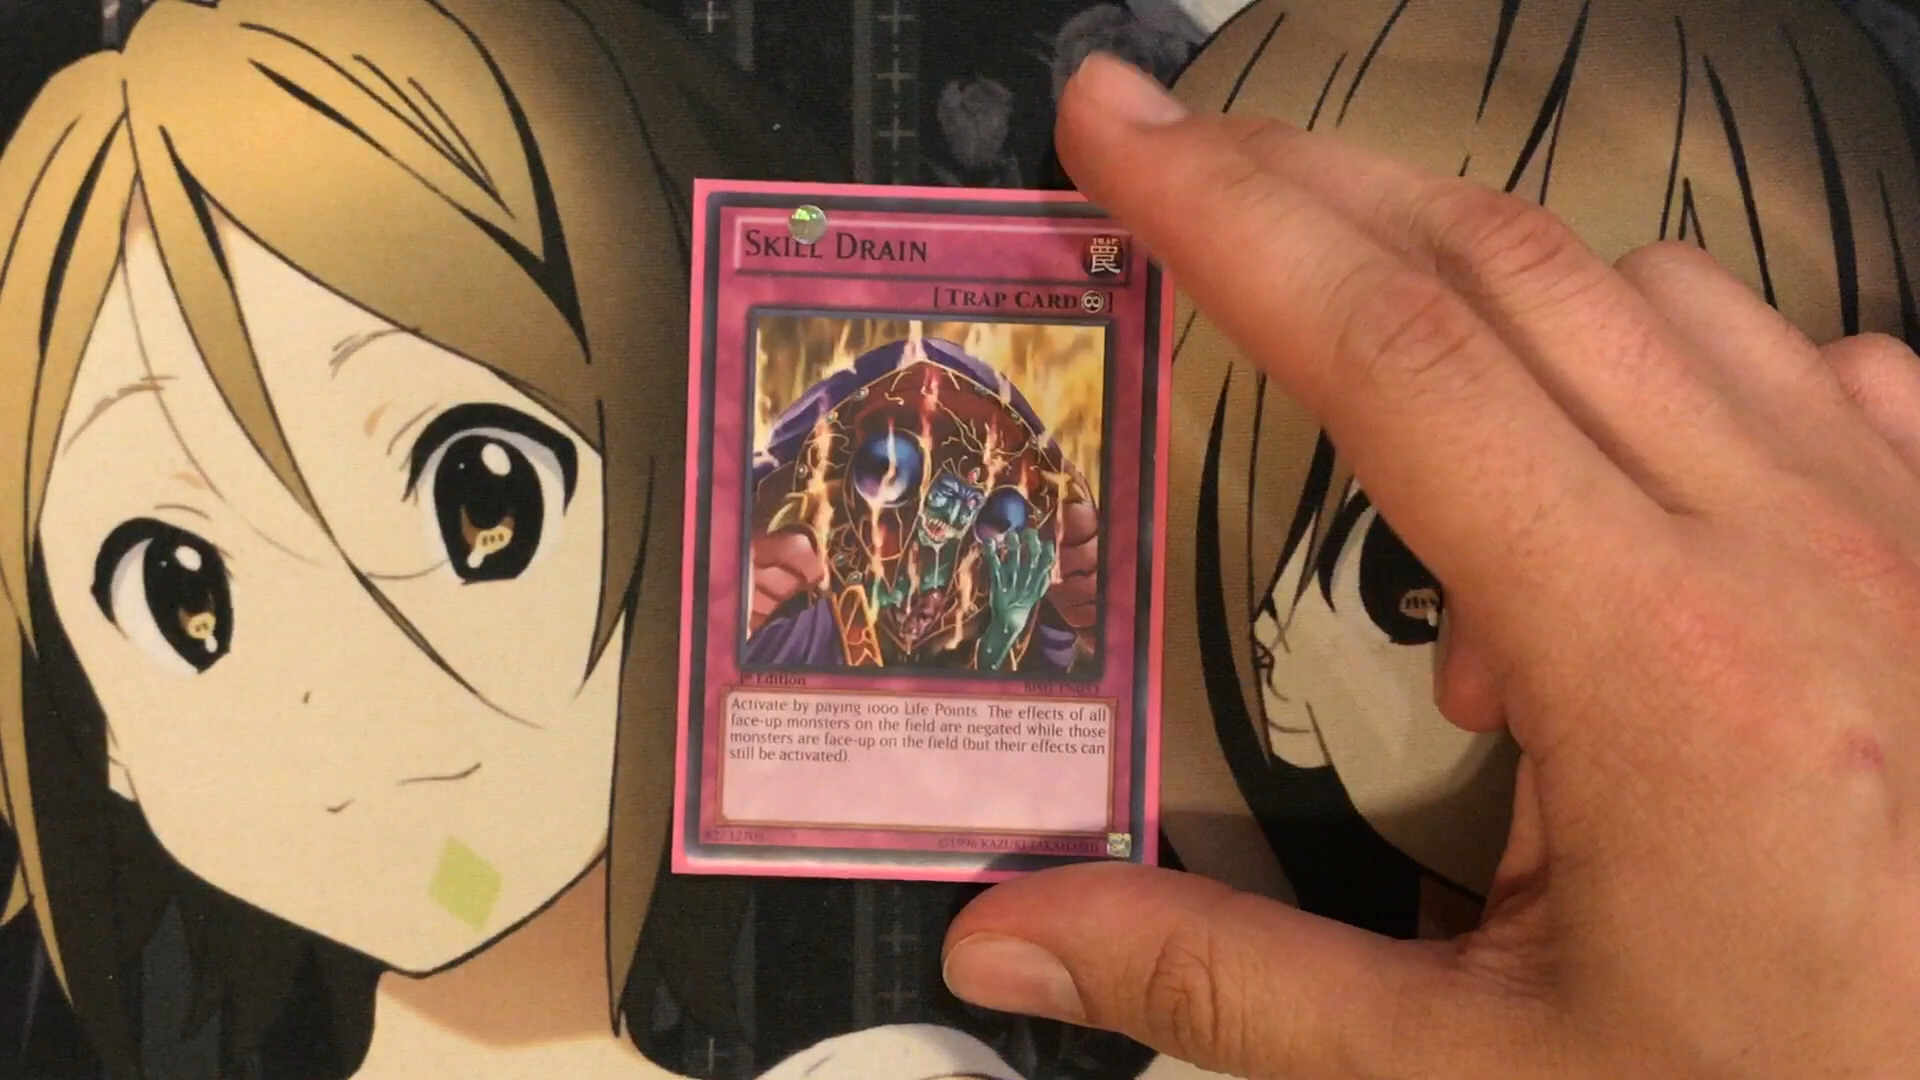 SKILL DRAIN
TRAP
罠
[TRAP CARD∞]
1st Edition
Activate by paying 1000 Life Points. The effects of all
face-up monsters on the field are negated while those
monsters are face-up on the field (but their effects can
still be activated).
©1996 KAZUKI TAKAHASHI